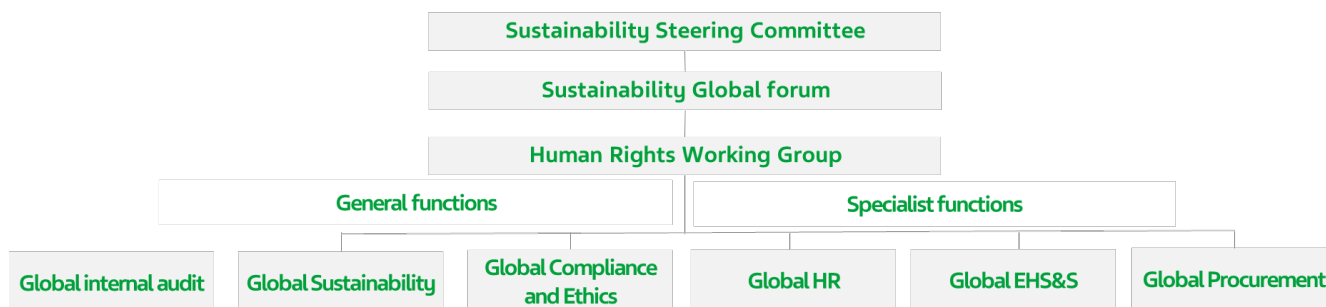 Sustainability Steering Committee
Sustainability Global forum
Human Rights Working Group
General functions
Specialist functions
Global internal audit
Global Sustainability
Global Compliance
and Ethics
Global HR
Global EHS&S
Global Procurement